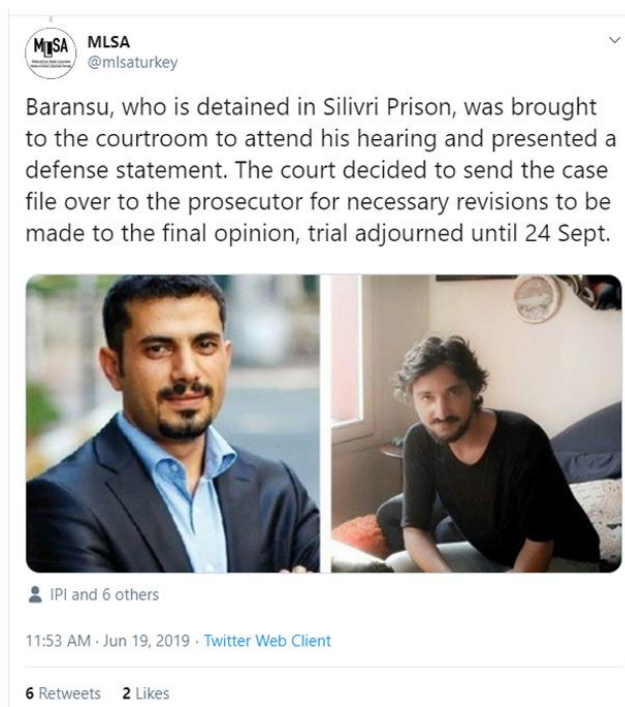 MLSA
MLSA
@mlsaturkey
Baransu, who is detained in Silivri Prison, was brought
to the courtroom to attend his hearing and presented a
defense statement. The court decided to send the case
file over to the prosecutor for necessary revisions to be
made to the final opinion, trial adjourned until 24 Sept.
IPI and 6 others
11:53 AM · Jun 19, 2019 · Twitter Web Client
6 Retweets 2 Likes